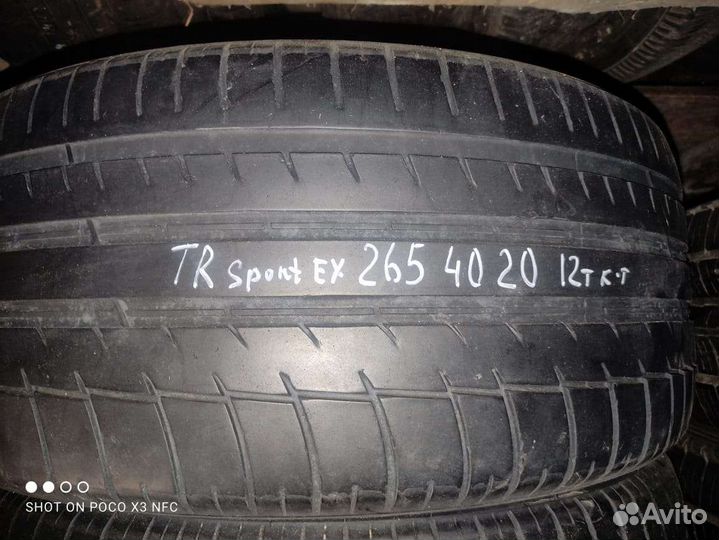 TR Sport EX 265 40 20 12т к-т
SHOT ON POCO X3 NFC
Avito